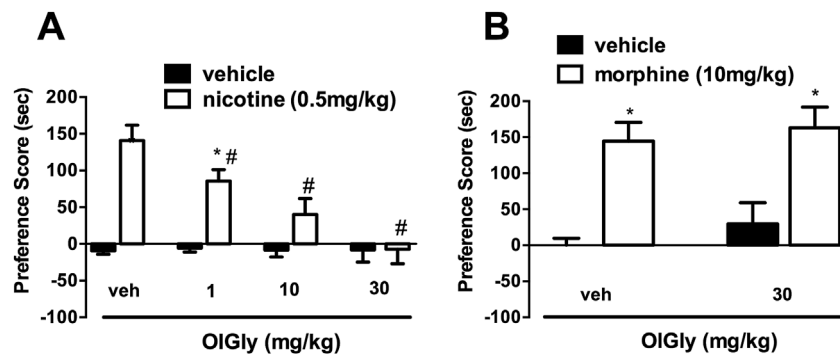 A
vehicle
nicotine (0.5mg/kg)
Preference Score (sec)
200
150
100
50
0
-50
-100
* #
#
#
veh 1 10 30
OlGly (mg/kg)
B
vehicle
morphine (10mg/kg)
Preference Score (sec)
200
150
100
50
0
-50
-100
*
*
veh 30
OlGly (mg/kg)